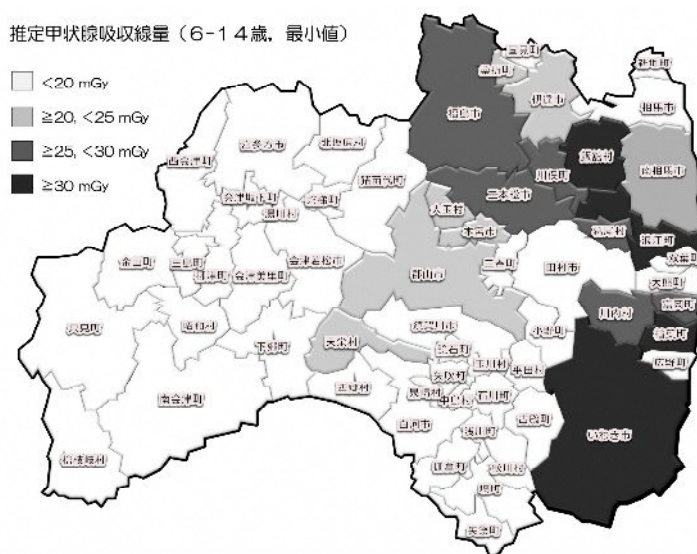 推定甲状腺吸収線量（6-14歳，最小値）
<20 mGy
≧20, <25 mGy
≧25, <30 mGy
≧30 mGy
国見町
桑折町
伊達市
新地町
相馬市
福島市
飯舘村
南相馬市
川俣町
二本松市
大玉村
本宮市
葛尾村
浪江町
双葉町
大熊町
富岡町
川内村
楢葉町
広野町
三春町
田村市
郡山市
小野町
いわき市
西会津町
喜多方市
北塩原村
猪苗代町
会津坂下町
湯川村
磐梯町
金山町
三島町
柳津町
会津美里町
会津若松市
只見町
昭和村
下郷町
天栄村
南会津町
檜枝岐村
須賀川市
鏡石町
玉川村
平田村
矢吹町
泉崎村
中島村
石川町
西郷村
白河市
浅川町
古殿町
棚倉町
鮫川村
塙町
矢祭町